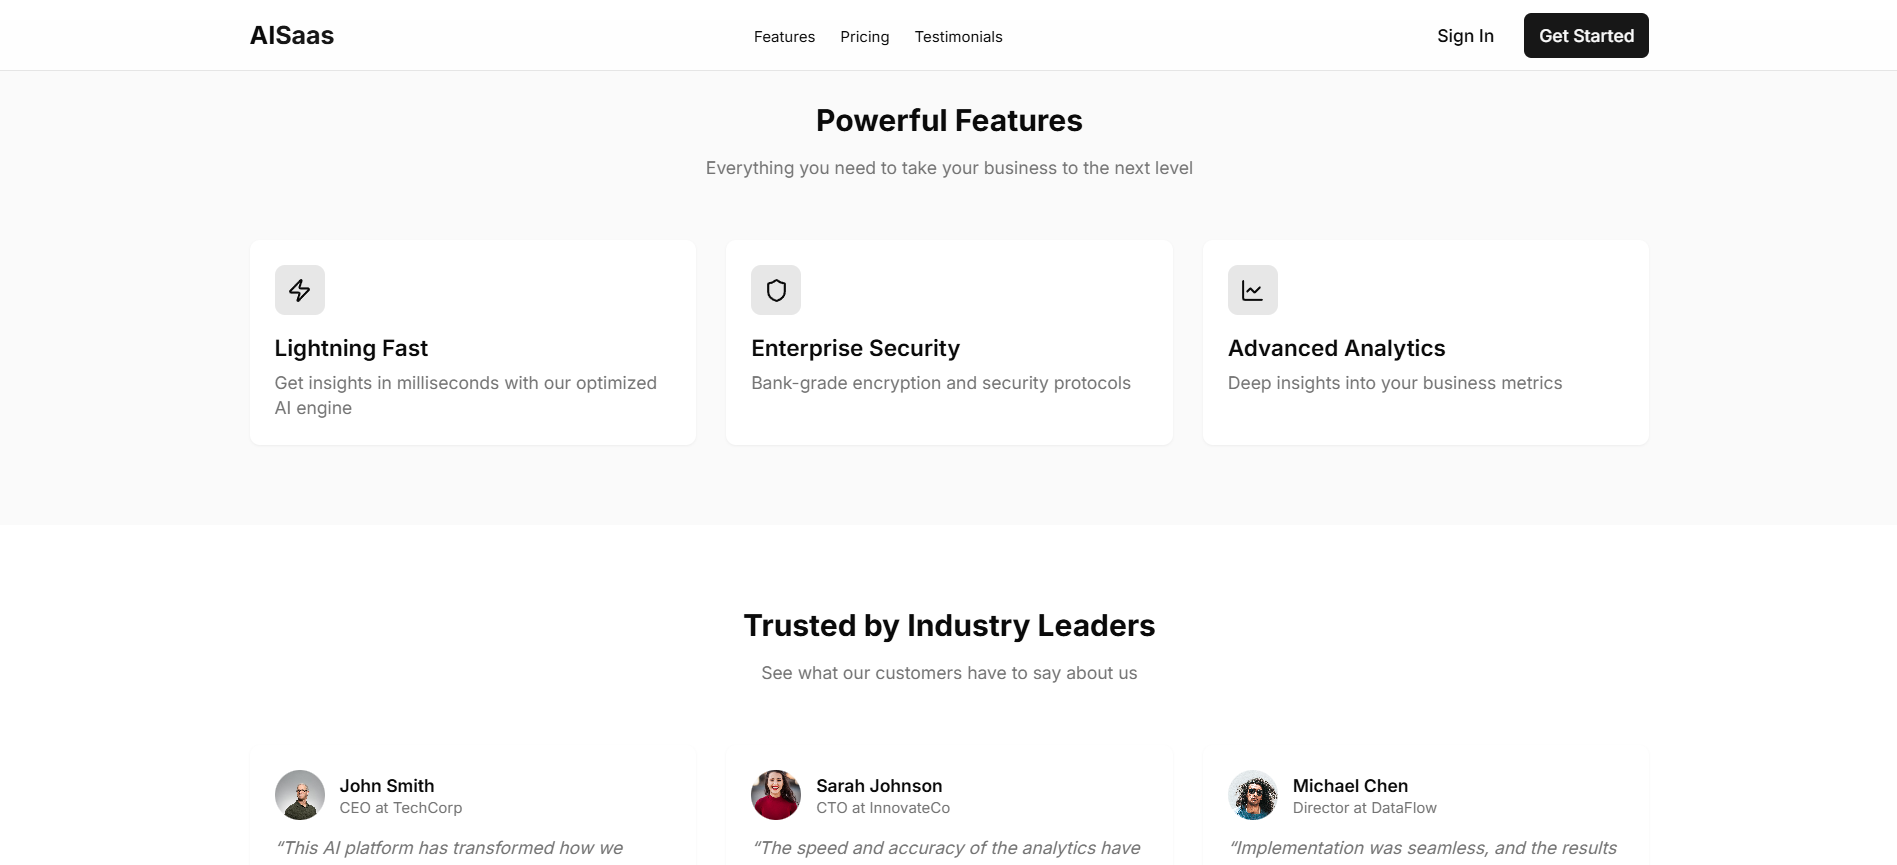 AISaas
Features
Pricing
Testimonials
Sign In
Get Started
Powerful Features
Everything you need to take your business to the next level
Lightning Fast
Get insights in milliseconds with our optimized
AI engine
Enterprise Security
Bank-grade encryption and security protocols
Advanced Analytics
Deep insights into your business metrics
Trusted by Industry Leaders
See what our customers have to say about us
John Smith
CEO at TechCorp
“This AI platform has transformed how we
Sarah Johnson
CTO at InnovateCo
“The speed and accuracy of the analytics have
Michael Chen
Director at DataFlow
“Implementation was seamless, and the results